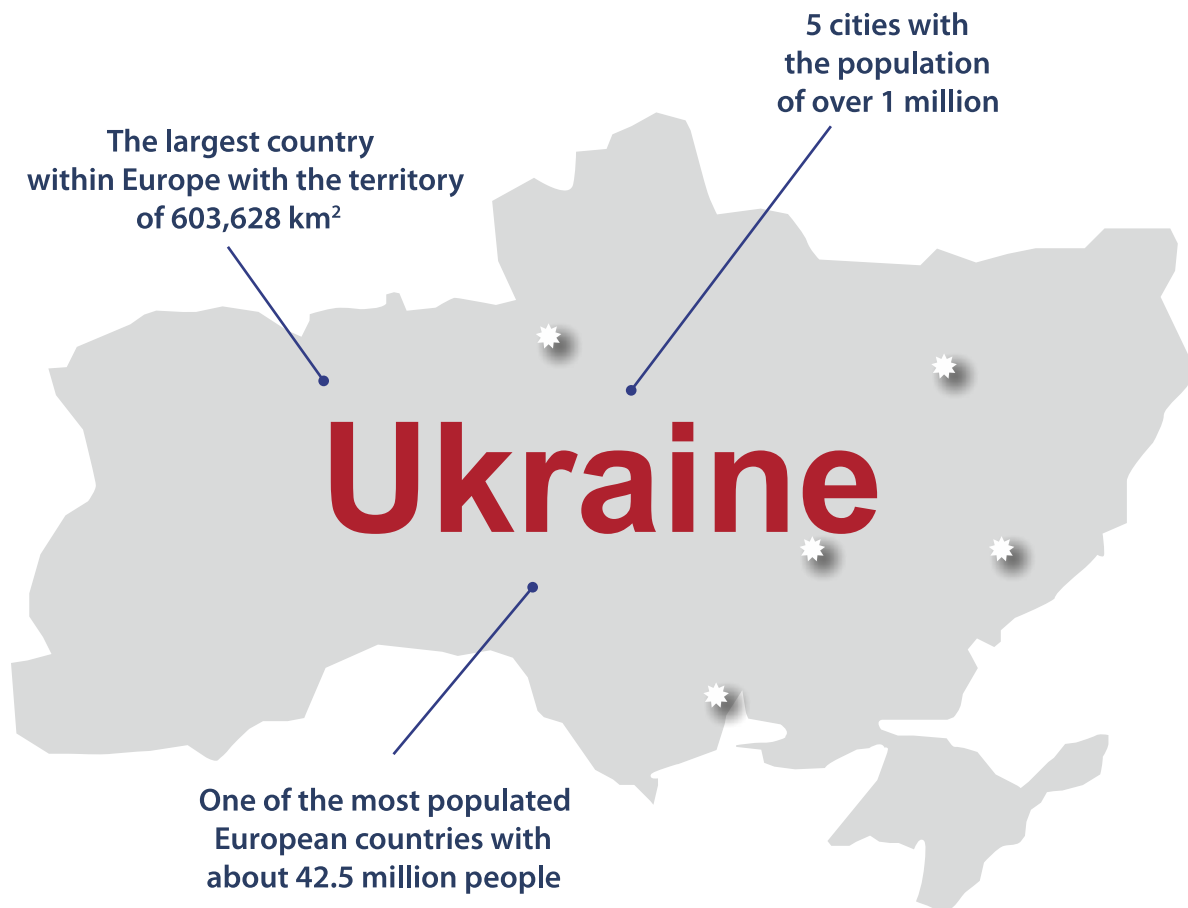 5 cities with
the population
of over 1 million
The largest country
within Europe with the territory
of 603,628 km²
Ukraine
One of the most populated
European countries with
about 42.5 million people